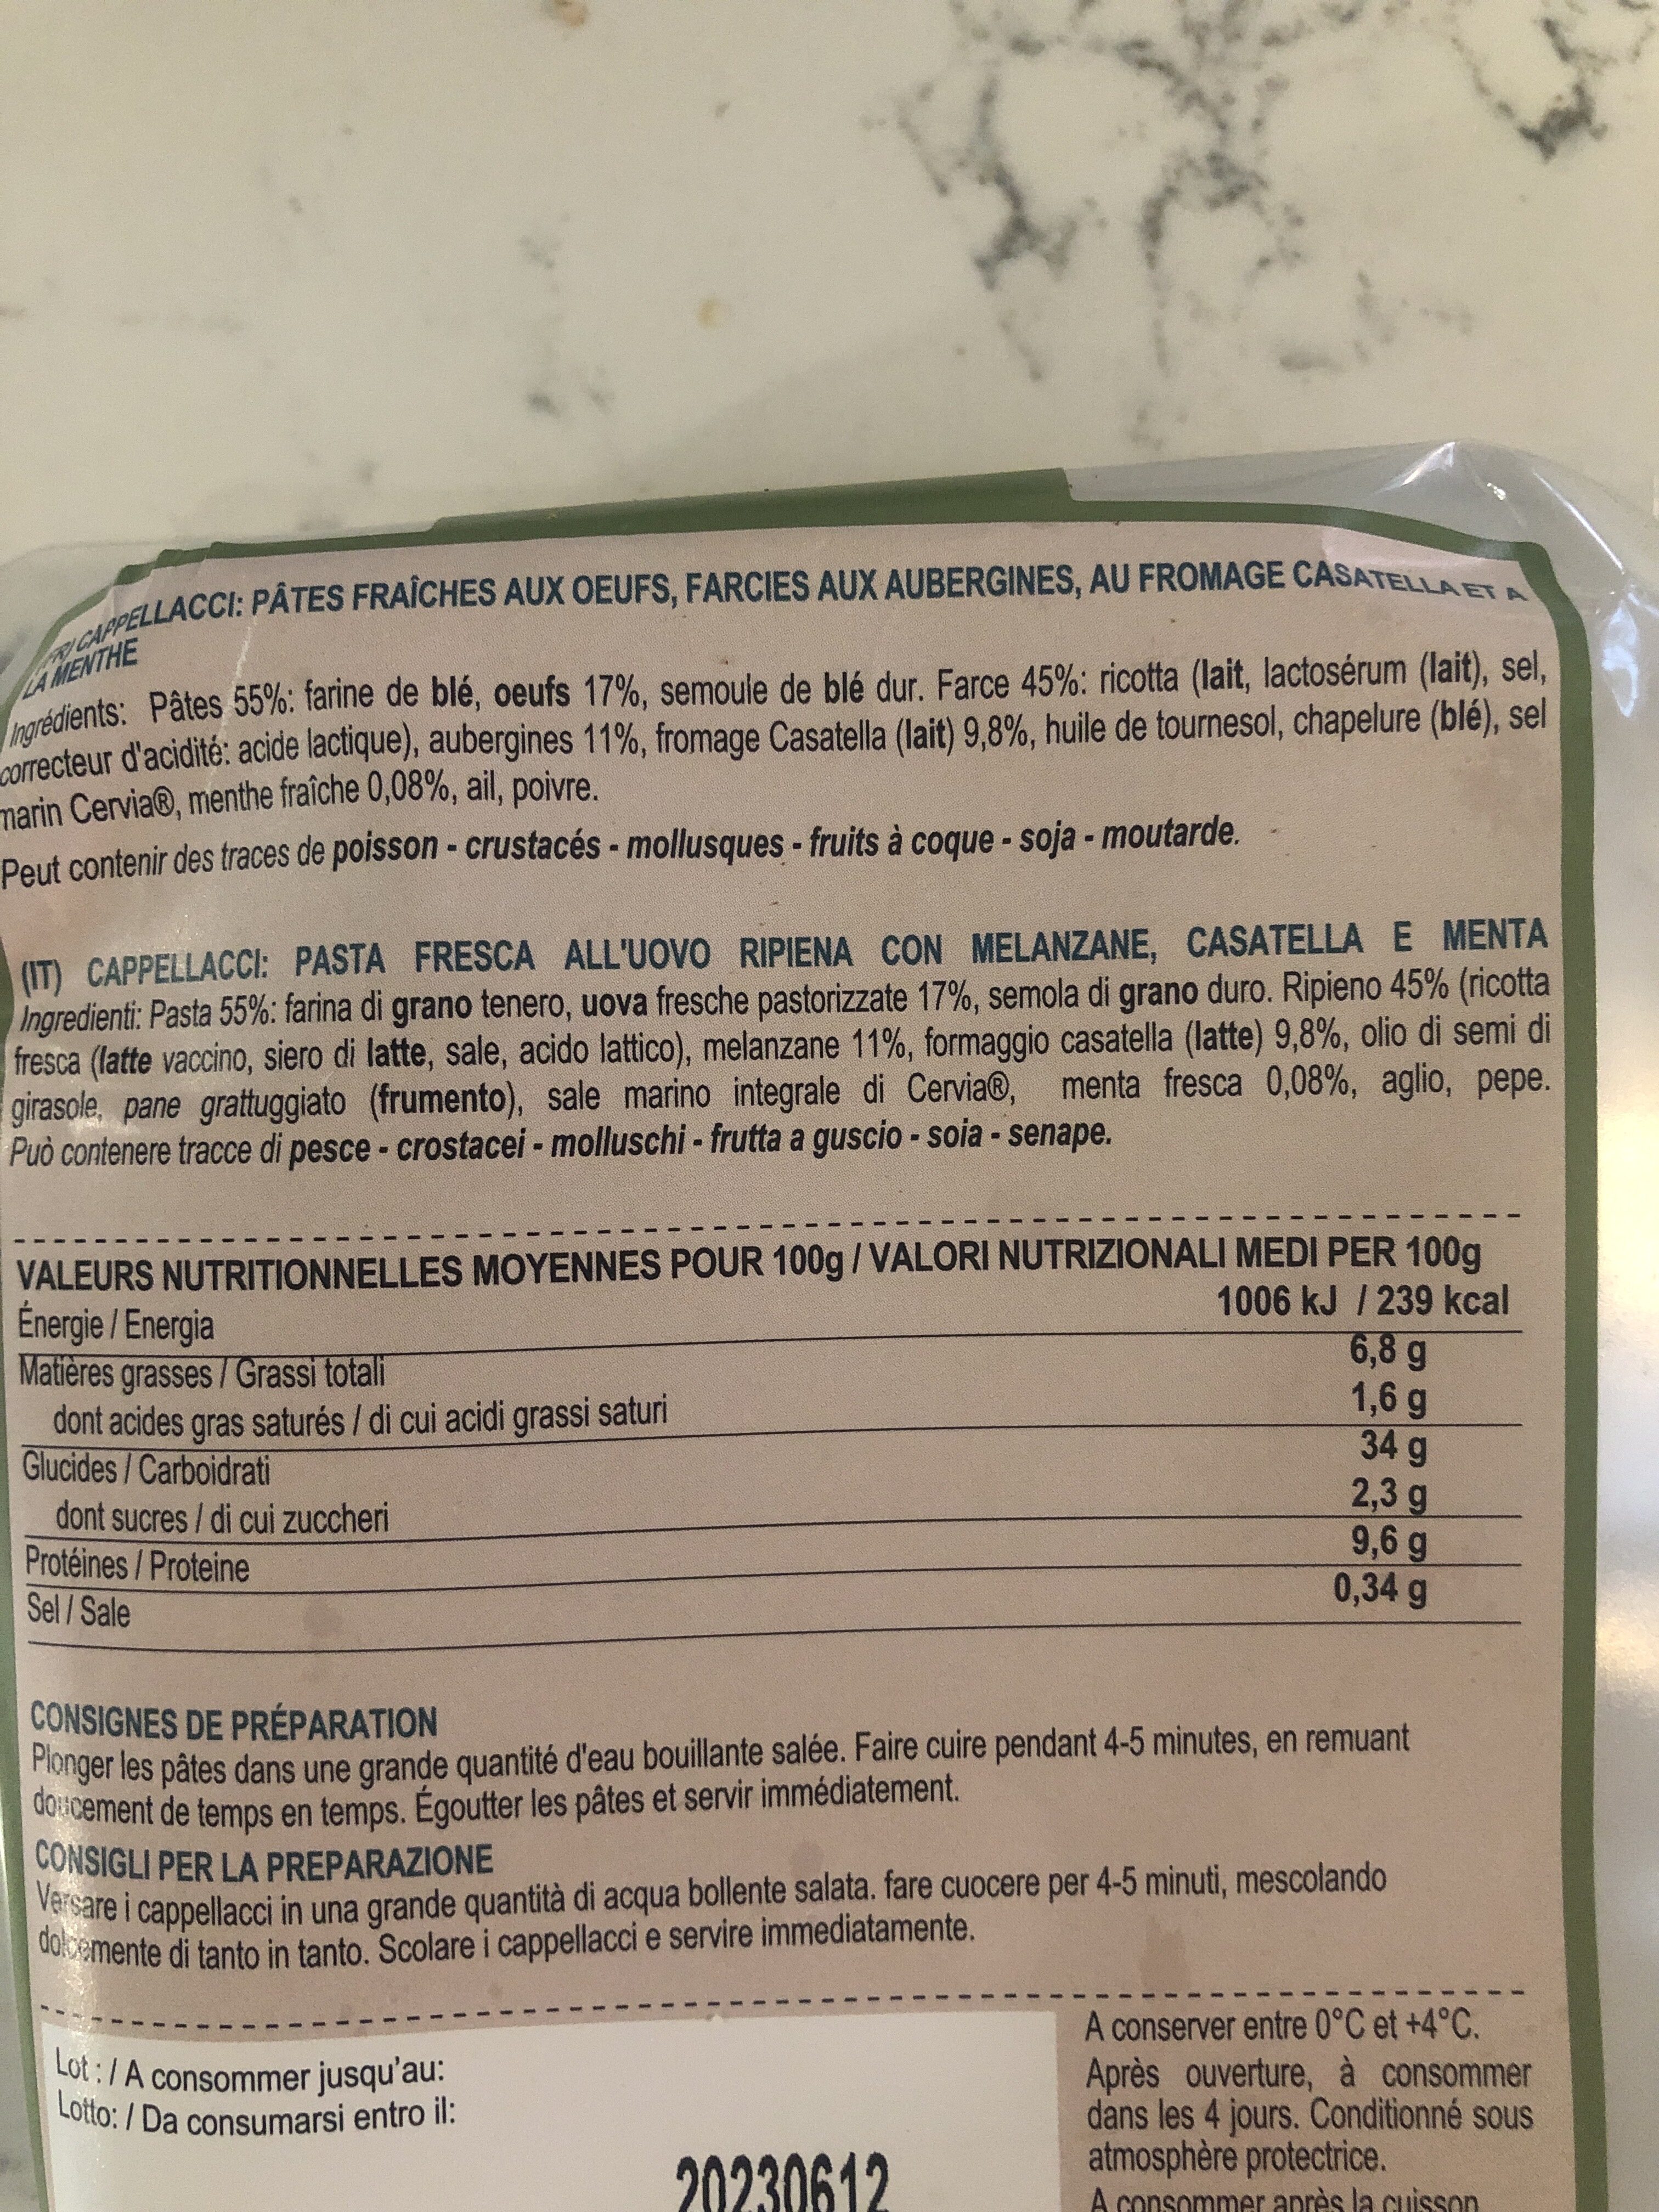 (FR) CAPPELLACCI: PÂTES FRAÎCHES AUX OEUFS, FARCIES AUX AUBERGINES, AU FROMAGE CASATELLA ET A
LA MENTHE
Ingrédients: Pâtes 55%: farine de blé, oeufs 17%, semoule de blé dur. Farce 45%: ricotta (lait, lactosérum (lait), sel,
correcteur d'acidité: acide lactique), aubergines 11%, fromage Casatella (lait) 9,8%, huile de tournesol, chapelure (blé), sel
marin Cervia®, menthe fraîche 0,08%, ail, poivre.
Peut contenir des traces de poisson - crustacés - mollusques - fruits à coque - soja - moutarde.
(IT) CAPPELLACCI: PASTA FRESCA ALL'UOVO RIPIENA CON MELANZANE, CASATELLA E MENTA
Ingredienti: Pasta 55%: farina di grano tenero, uova fresche pastorizzate 17%, semola di grano duro. Ripieno 45% (ricotta
fresca (latte vaccino, siero di latte, sale, acido lattico), melanzane 11%, formaggio casatella (latte) 9,8%, olio di semi di
girasole, pane grattuggiato (frumento), sale marino integrale di Cervia®, menta fresca 0,08%, aglio, pepe.
Può contenere tracce di pesce - crostacei - molluschi - frutta a guscio - soia - senape.
VALEURS NUTRITIONNELLES MOYENNES POUR 100g / VALORI NUTRIZIONALI MEDI PER 100g
Énergie / Energia 1006 kJ / 239 kcal
Matières grasses / Grassi totali 6,8 g
dont acides gras saturés / di cui acidi grassi saturi 1,6 g
Glucides / Carboidrati 34 g
dont sucres / di cui zuccheri 2,3 g
Protéines / Proteine 9,6 g
Sel / Sale 0,34 g
CONSIGNES DE PRÉPARATION
Plonger les pâtes dans une grande quantité d'eau bouillante salée. Faire cuire pendant 4-5 minutes, en remuant
doucement de temps en temps. Égoutter les pâtes et servir immédiatement.
CONSIGLI PER LA PREPARAZIONE
Versare i cappellacci in una grande quantità di acqua bollente salata. fare cuocere per 4-5 minuti, mescolando
dolcemente di tanto in tanto. Scolare i cappellacci e servire immediatamente.
Lot : / A consommer jusqu'au:
Lotto: / Da consumarsi entro il:
20230612
A conserver entre 0°C et +4°C.
Après ouverture, à consommer
dans les 4 jours. Conditionné sous
atmosphère protectrice.
A consommer après la cuisson